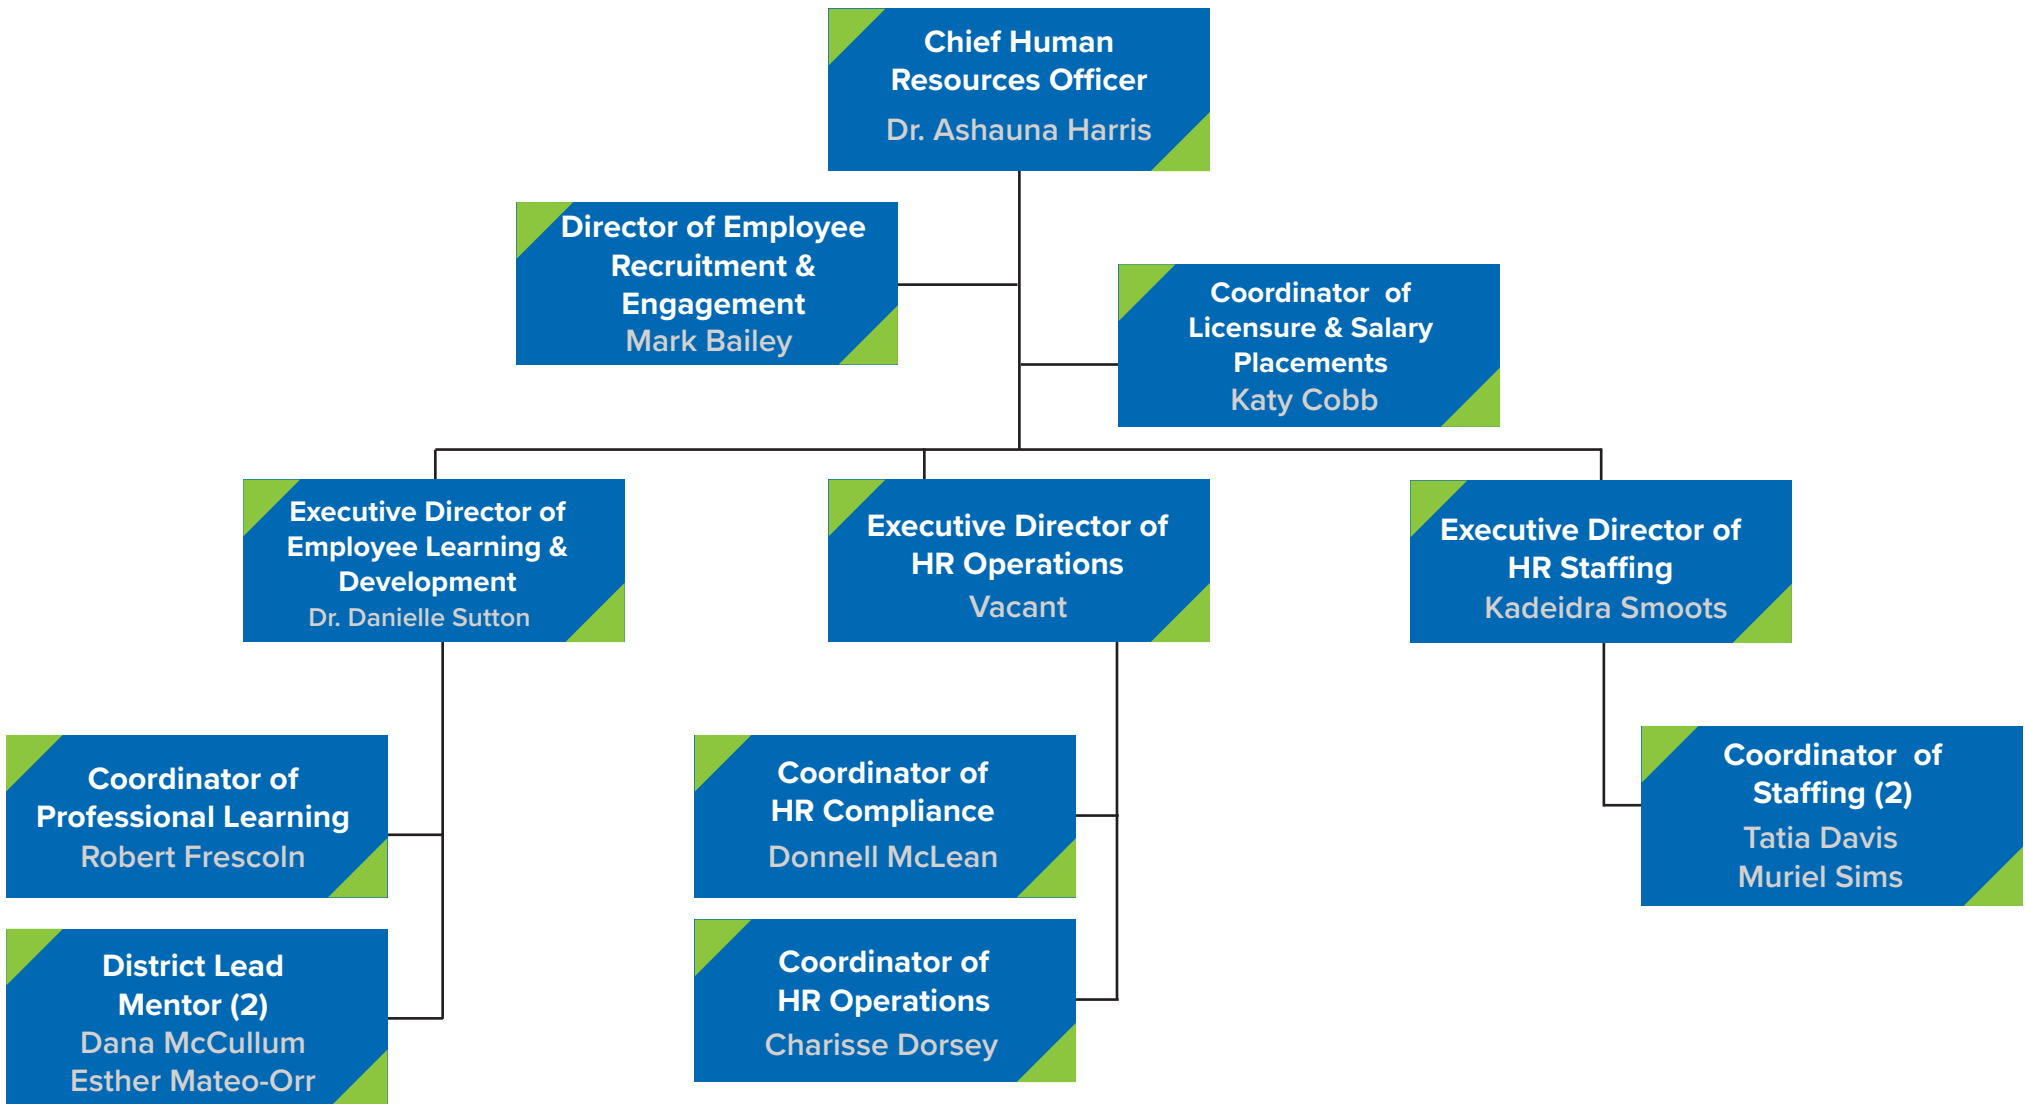 Chief Human
Resources Officer
Dr. Ashauna Harris
Director of Employee
Recruitment &
Engagement
Mark Bailey
Coordinator of
Licensure & Salary
Placements
Katy Cobb
Executive Director of
Employee Learning &
Development
Dr. Danielle Sutton
Executive Director of
HR Operations
Vacant
Executive Director of
HR Staffing
Kadeidra Smoots
Coordinator of
Professional Learning
Robert Frescoln
District Lead
Mentor (2)
Dana McCullum
Esther Mateo-Orr
Coordinator of
HR Compliance
Donnell McLean
Coordinator of
HR Operations
Charisse Dorsey
Coordinator of
Staffing (2)
Tatia Davis
Muriel Sims